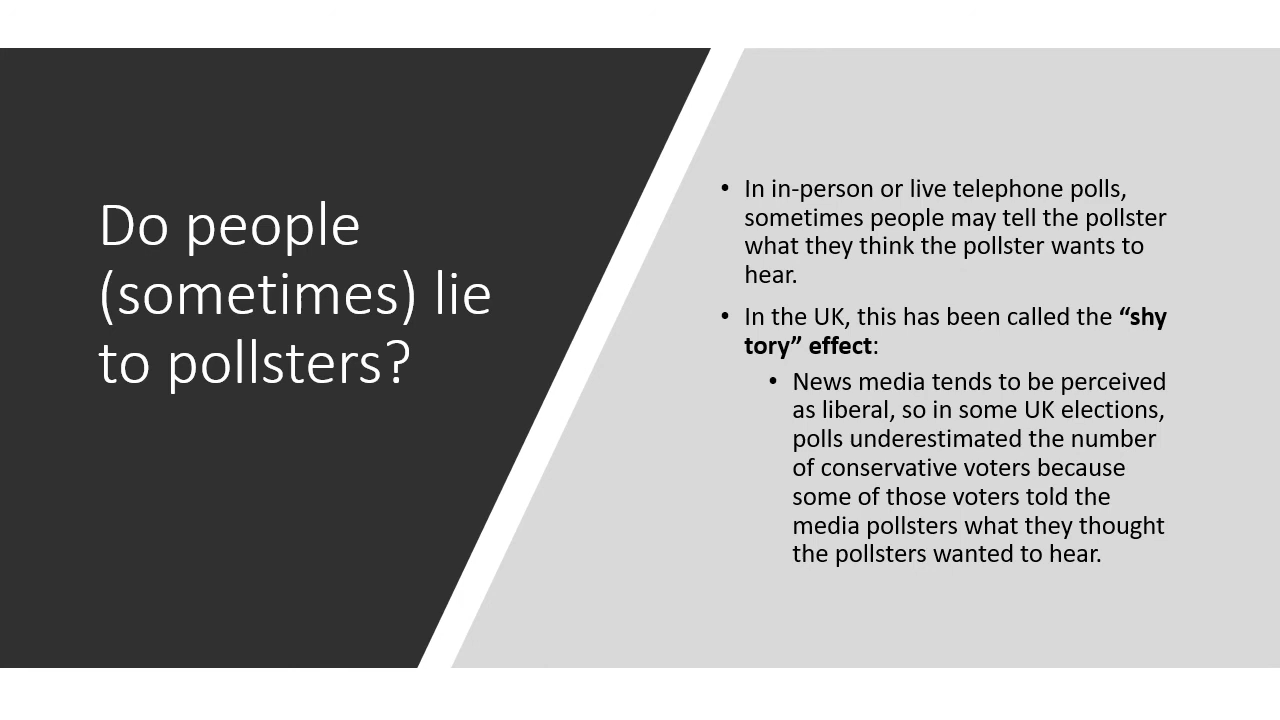 Do people
(sometimes) lie
to pollsters?
• In in-person or live telephone polls,
sometimes people may tell the pollster
what they think the pollster wants to
hear.
• In the UK, this has been called the “shy
tory” effect:
• News media tends to be perceived
as liberal, so in some UK elections,
polls underestimated the number
of conservative voters because
some of those voters told the
media pollsters what they thought
the pollsters wanted to hear.